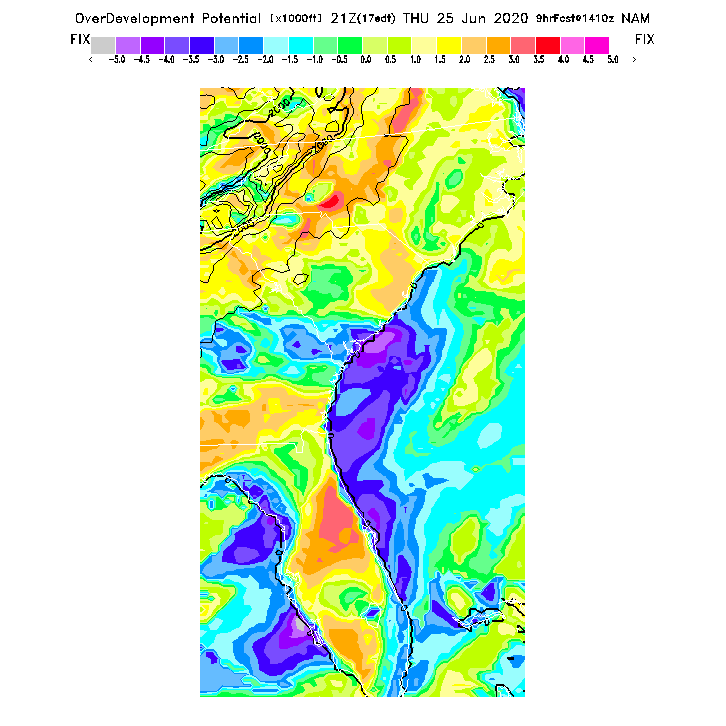 OverDevelopment Potential [x1000ft] 21Z(17edt) THU 25 Jun 2020 9hrFcst@1410z NAM
FIX FIX
< -5.0 -4.5 -4.0 -3.5 -3.0 -2.5 -2.0 -1.5 -1.0 -0.5 0.0 0.5 1.0 1.5 2.0 2.5 3.0 3.5 4.0 4.5 5.0 >
2000
2000